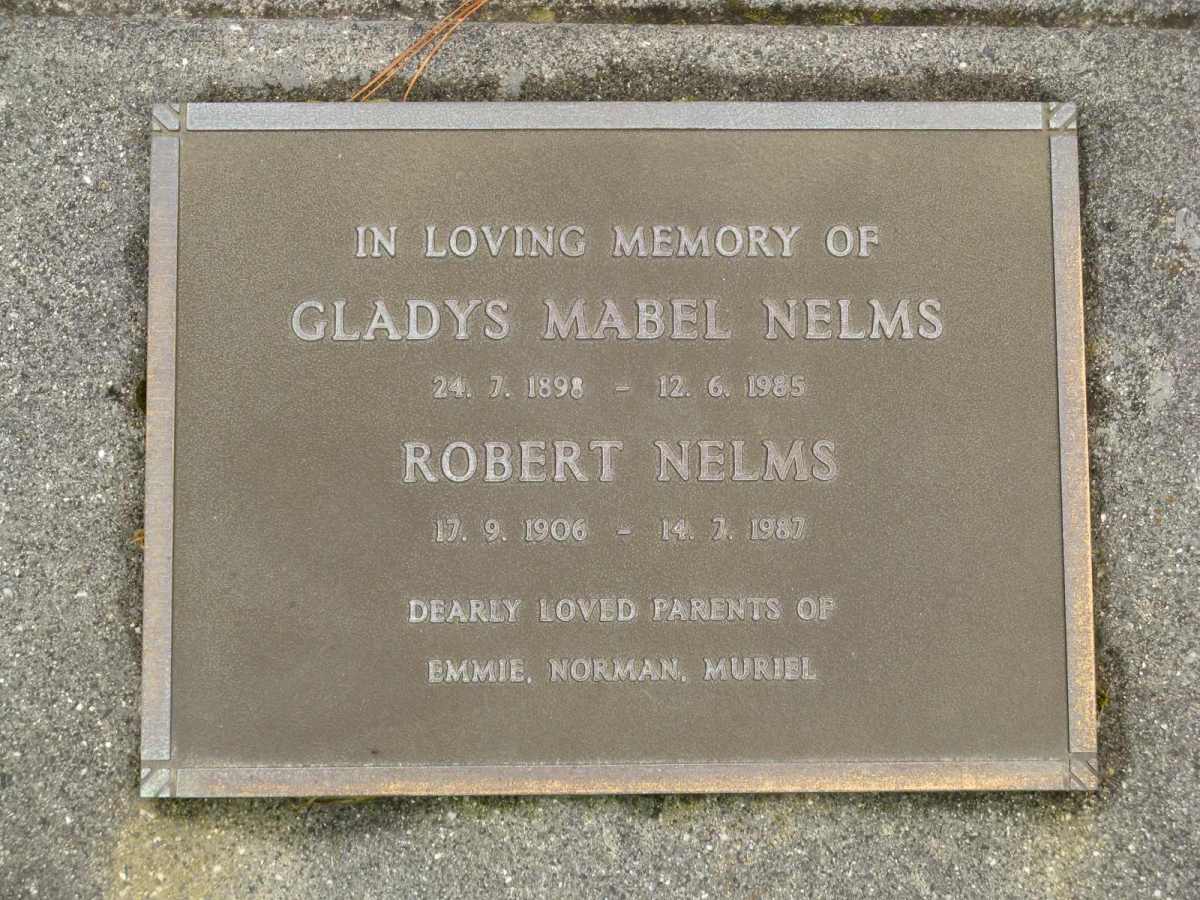 IN LOVING MEMORY OF
GLADYS MABEL NELMS
24. 7. 1898 – 12. 6. 1985
ROBERT NELMS
17. 9. 1906 – 14. 7. 1987
DEARLY LOVED PARENTS OF
EMMIE, NORMAN, MURIEL